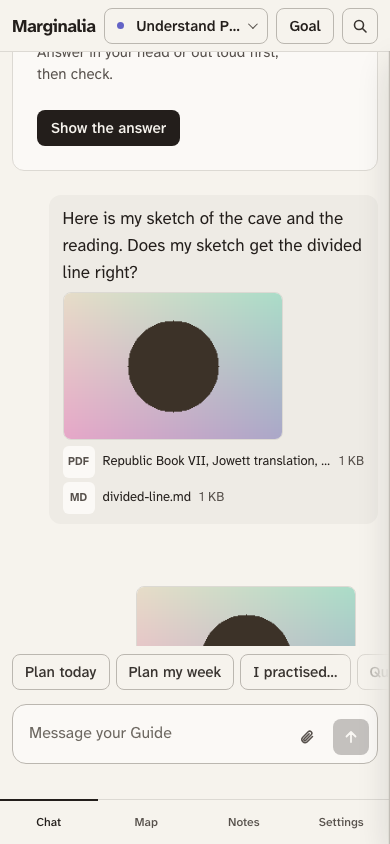 Marginalia
Understand P...
Goal
Answer in your head or out loud first,
then check.
Show the answer
Here is my sketch of the cave and the
reading. Does my sketch get the divided
line right?
PDF
Republic Book VII, Jowett translation, ...
1 KB
MD
divided-line.md
1 KB
Plan today
Plan my week
I practised...
Qu
Message your Guide
Chat
Map
Notes
Settings